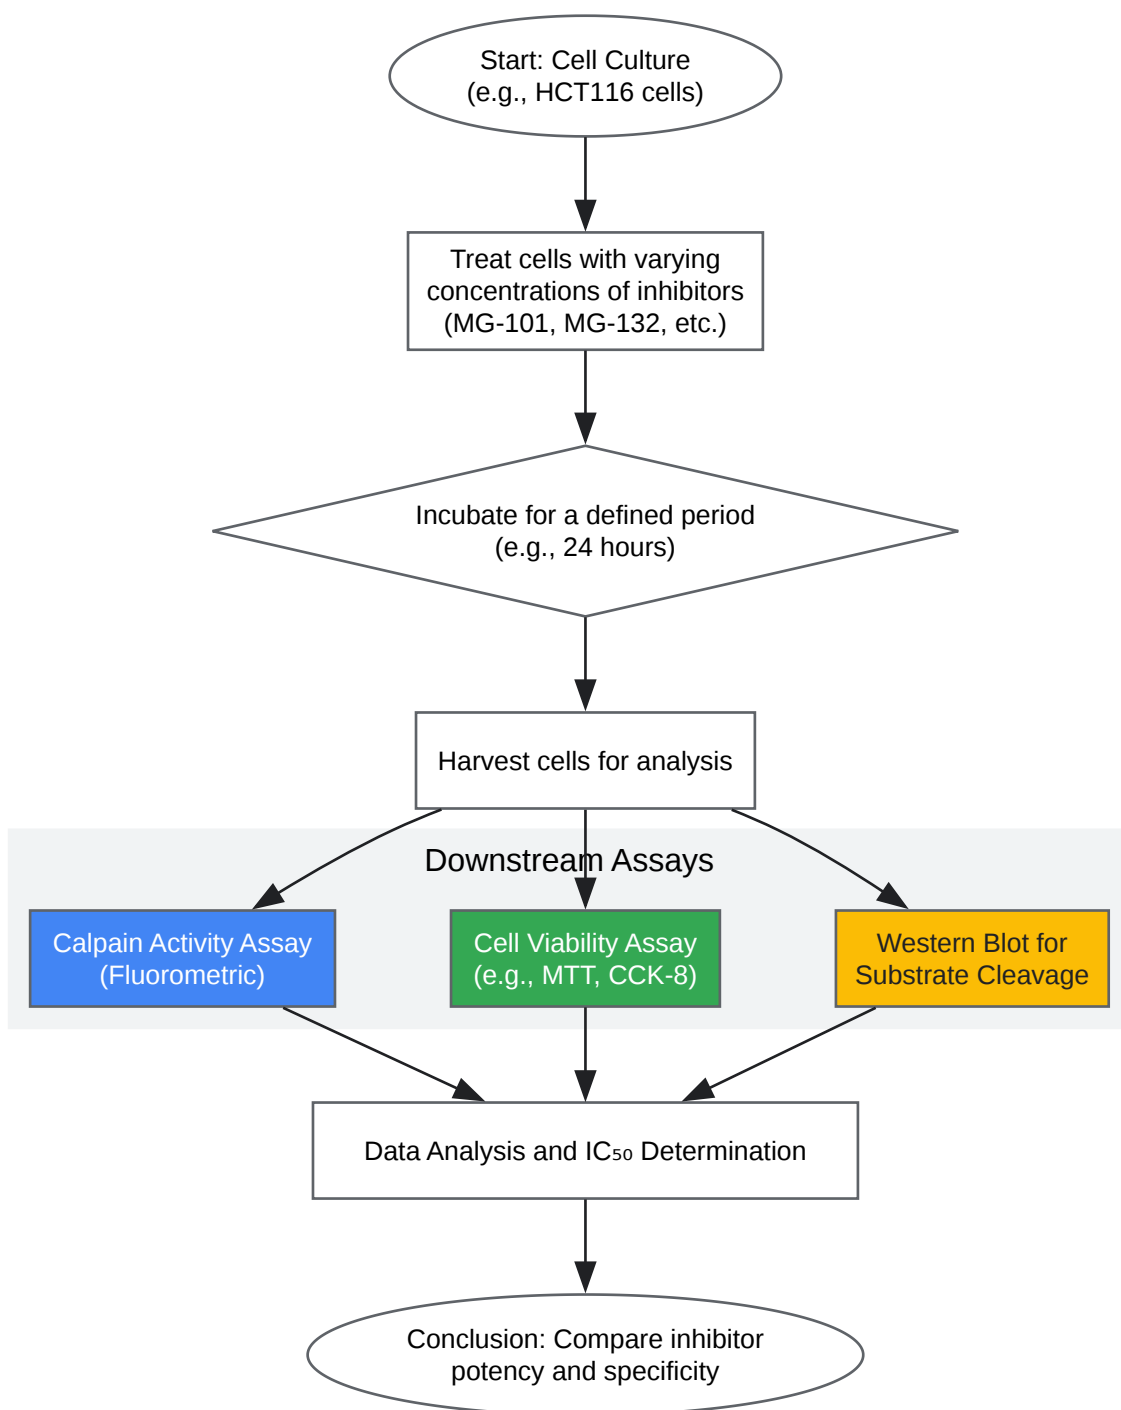 Start: Cell Culture
(e.g., HCT116 cells)
Treat cells with varying
concentrations of inhibitors
(MG-101, MG-132, etc.)
Incubate for a defined period
(e.g., 24 hours)
Harvest cells for analysis
Downstream Assays
Calpain Activity Assay
(Fluorometric)
Cell Viability Assay
(e.g., MTT, CCK-8)
Western Blot for
Substrate Cleavage
Data Analysis and IC₅₀ Determination
Conclusion: Compare inhibitor
potency and specificity